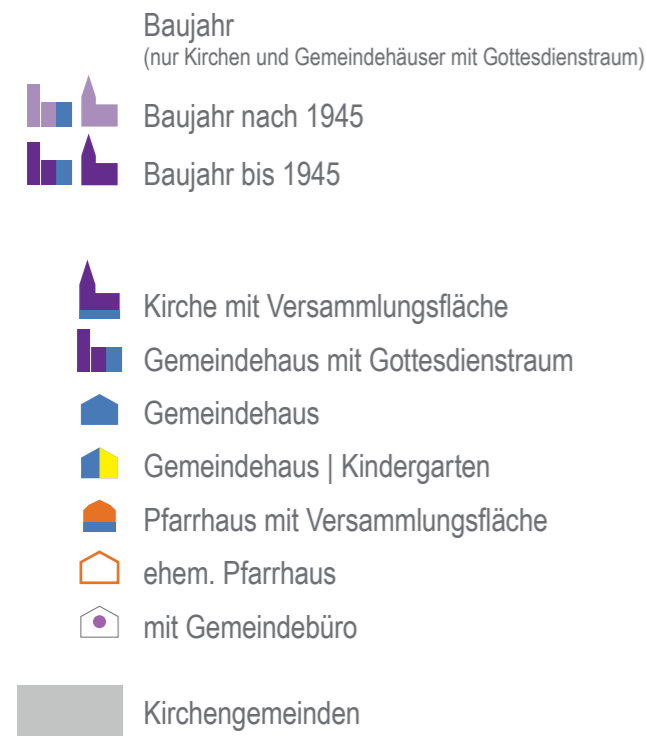 Baujahr
(nur Kirchen und Gemeindehäuser mit Gottesdienstraum)
Baujahr nach 1945
Baujahr bis 1945
Kirche mit Versammlungsfläche
Gemeindehaus mit Gottesdienstraum
Gemeindehaus
Gemeindehaus | Kindergarten
Pfarrhaus mit Versammlungsfläche
ehem. Pfarrhaus
mit Gemeindebüro
Kirchengemeinden